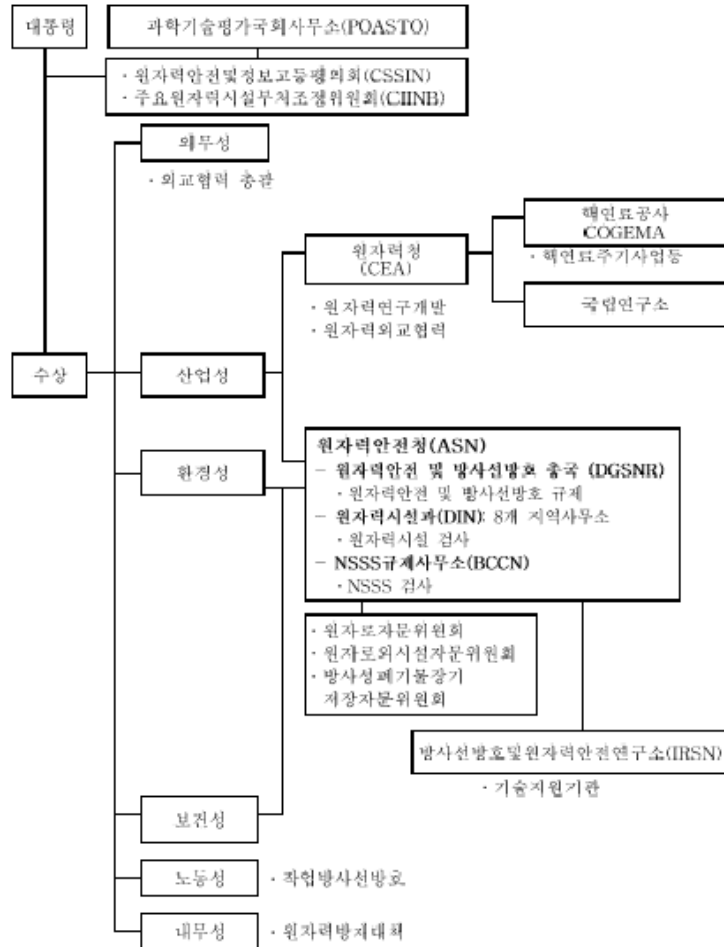 대통령
과학기술평가국회사무소(POASTO)
· 원자력안전및정보고등평의회(CSSIN)
· 주요원자력시설부처조정위원회(CIINB)
외무성
· 외교협력 총괄
핵연료공사
COGEMA
· 핵연료주기사업등
원자력청
(CEA)
국립연구소
· 원자력연구개발
· 원자력외교협력
수상
산업성
환경성
원자력안전청(ASN)
– 원자력안전 및 방사선방호 총국 (DGSNR)
· 원자력안전 및 방사선방호 규제
– 원자력시설과(DIN): 8개 지역사무소
· 원자력시설 검사
– NSSS규제사무소(BCCN)
· NSSS 검사
· 원자로자문위원회
· 원자로외시설자문위원회
· 방사성폐기물장기
저장자문위원회
방사선방호및원자력안전연구소(IRSN)
· 기술지원기관
보건성
노동성
· 작업방사선방호
내무성
· 원자력방재대책